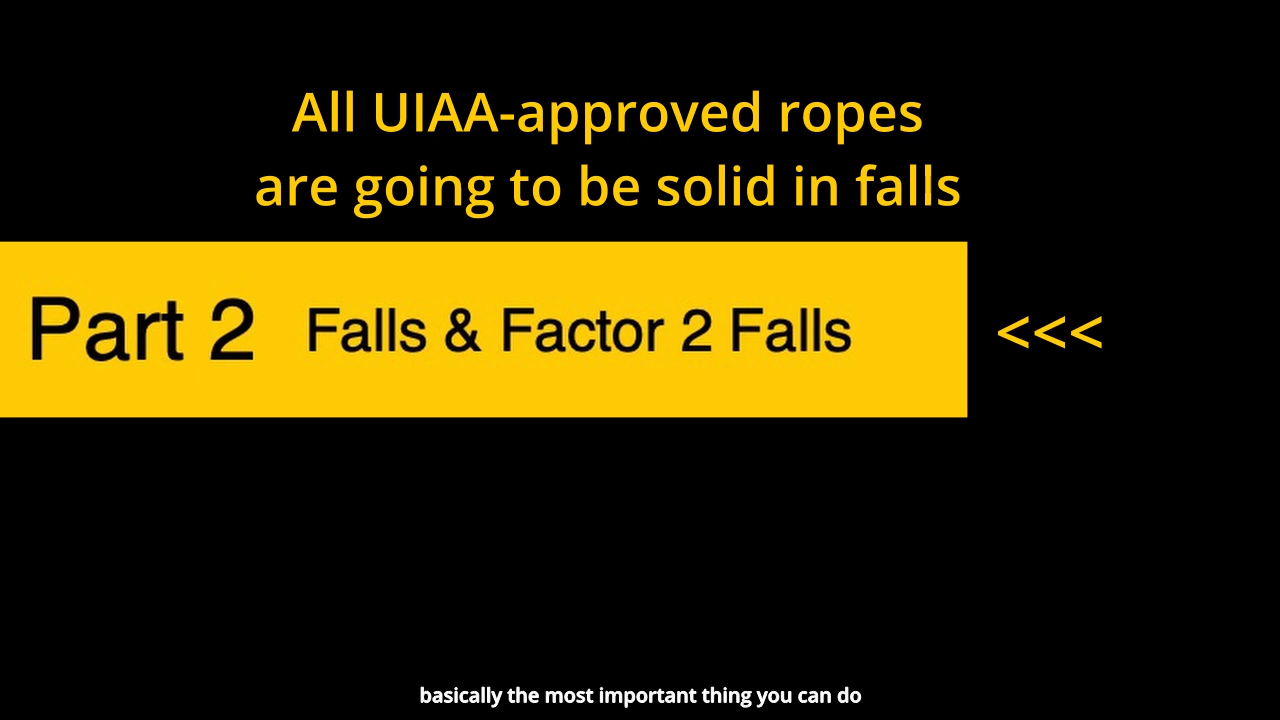 All UIAA-approved ropes
are going to be solid in falls
Part 2 Falls & Factor 2 Falls <<<
basically the most important thing you can do